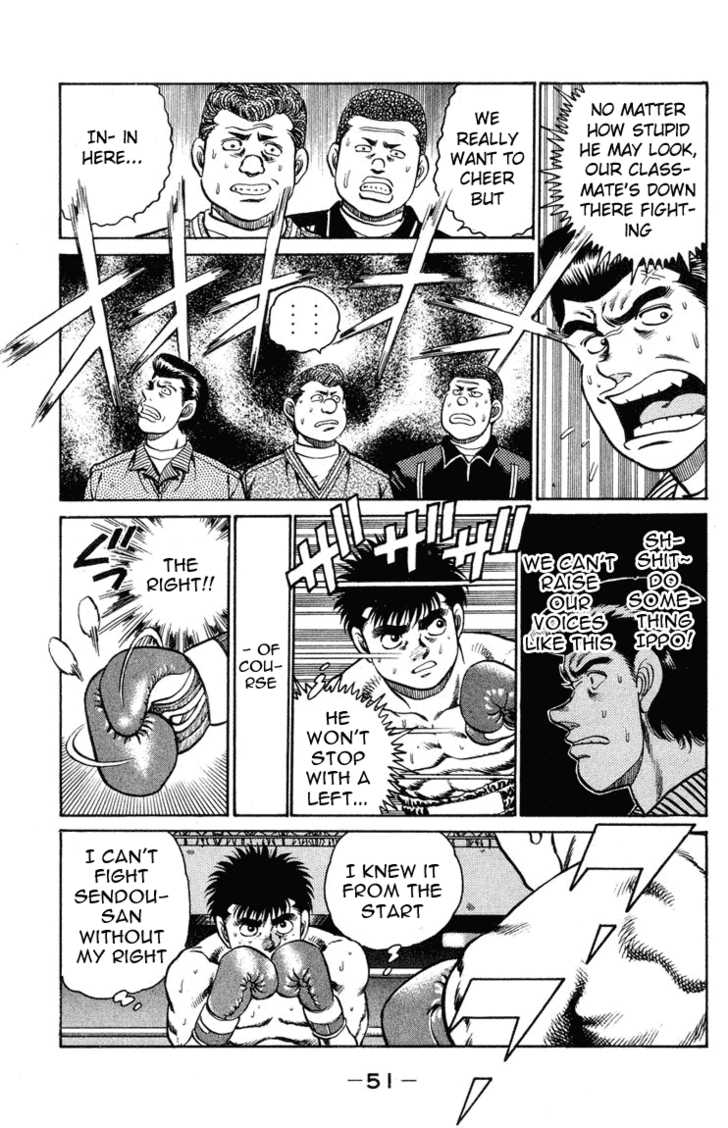 NO MATTER
HOW STUPID
HE MAY LOOK,
OUR CLASS-
MATE'S DOWN
THERE FIGHT-
ING
WE
REALLY
WANT TO
CHEER
BUT
IN- IN
HERE...
SH-
SHIT~
DO
SOME-
THING
IPPO!
WE CAN'T
RAISE
OUR
VOICES
LIKE THIS
HE
WON'T
STOP
WITH A
LEFT...
- OF
COU-
RSE
THE
RIGHT!!
I KNEW IT
FROM THE
START
I CAN'T
FIGHT
SENDOU-
SAN
WITHOUT
MY RIGHT
－51－